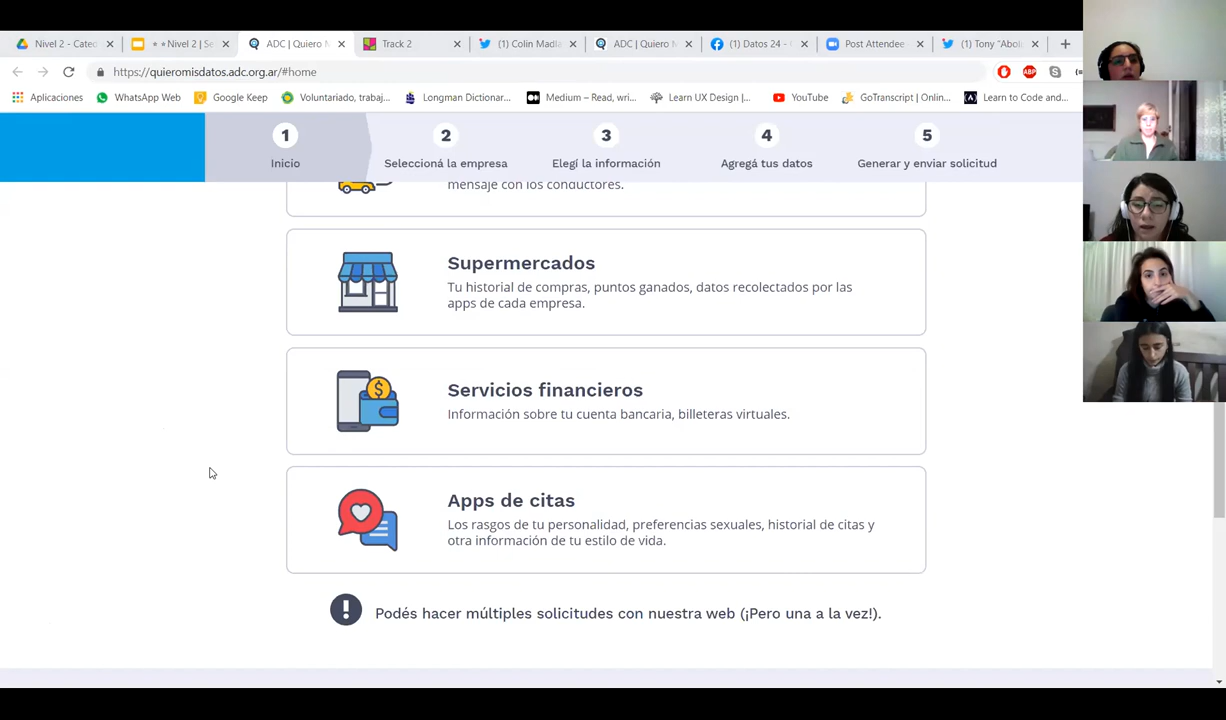 Nivel 2 - Cated
* * Nivel 2 | Se
ADC | Quiero M
Track 2
(1) Colin Madla
ADC | Quiero M
(1) Datos 24 -
Post Attendee
(1) Tony "Aboli
https://quieromisdatos.adc.org.ar/#home
ABP
Aplicaciones
WhatsApp Web
Google Keep
Voluntariado, trabaj...
Longman Dictionar...
Medium – Read, wri...
Learn UX Design |...
YouTube
GoTranscript | Onlin...
Learn to Code and...
1
Inicio
2
Seleccioná la empresa
3
Elegí la información
4
Agregá tus datos
5
Generar y enviar solicitud
mensaje con los conductores.
Supermercados
Tu historial de compras, puntos ganados, datos recolectados por las
apps de cada empresa.
Servicios financieros
Información sobre tu cuenta bancaria, billeteras virtuales.
Apps de citas
Los rasgos de tu personalidad, preferencias sexuales, historial de citas y
otra información de tu estilo de vida.
Podés hacer múltiples solicitudes con nuestra web (¡Pero una a la vez!).